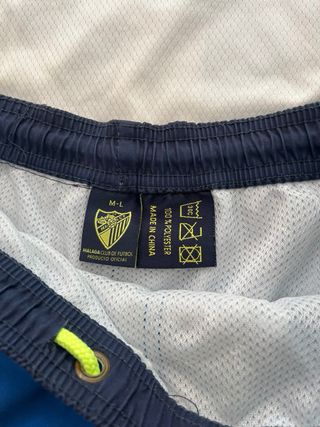 M-L
MALAGA CLUB DE FUTBOL
PRODUCTO OFICIAL
100% POLYESTER
MADE IN CHINA